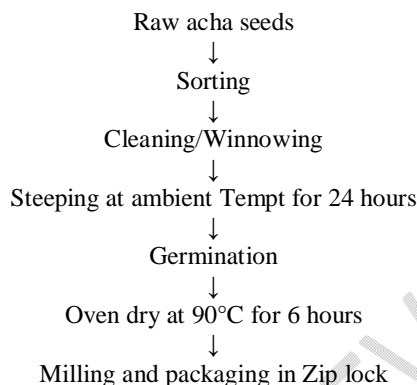 Raw acha seeds
↓
Sorting
↓
Cleaning/Winnowing
↓
Steeping at ambient Tempt for 24 hours
↓
Germination
↓
Oven dry at 90°C for 6 hours
↓
Milling and packaging in Zip lock